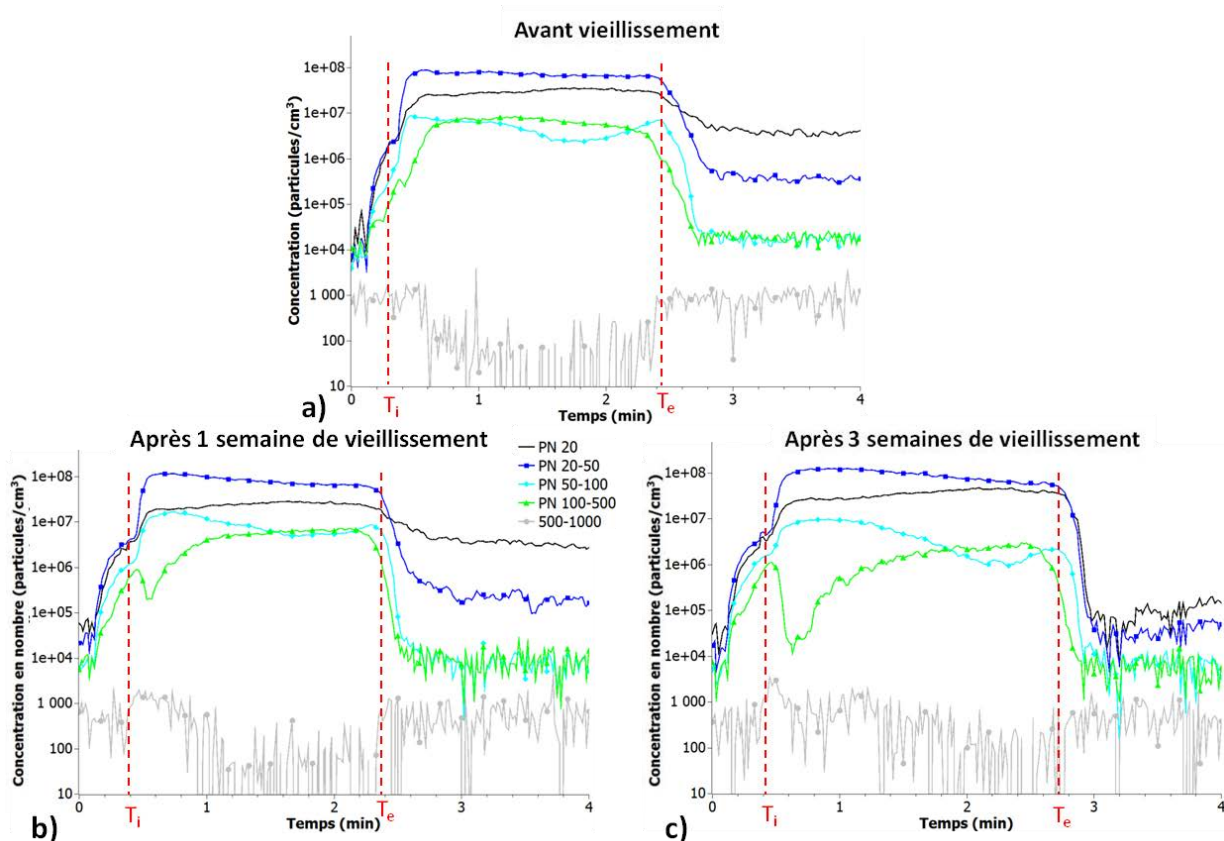 Avant vieillissement
Concentration (particules/cm³)
1e+08
1e+07
1e+06
1e+05
1e+04
1 000
100
10
0
1
2
3
4
Ti
Te
Temps (min)
a)
Après 1 semaine de vieillissement
PN 20
PN 20-50
PN 50-100
PN 100-500
500-1000
Concentration en nombre (particules/cm³)
1e+08
1e+07
1e+06
1e+05
1e+04
1 000
100
10
0
1
2
3
4
Ti
Te
Temps (min)
b)
Après 3 semaines de vieillissement
Concentration en nombre (particules/cm³)
1e+08
1e+07
1e+06
1e+05
1e+04
1 000
100
10
0
1
2
3
4
Ti
Te
Temps (min)
c)